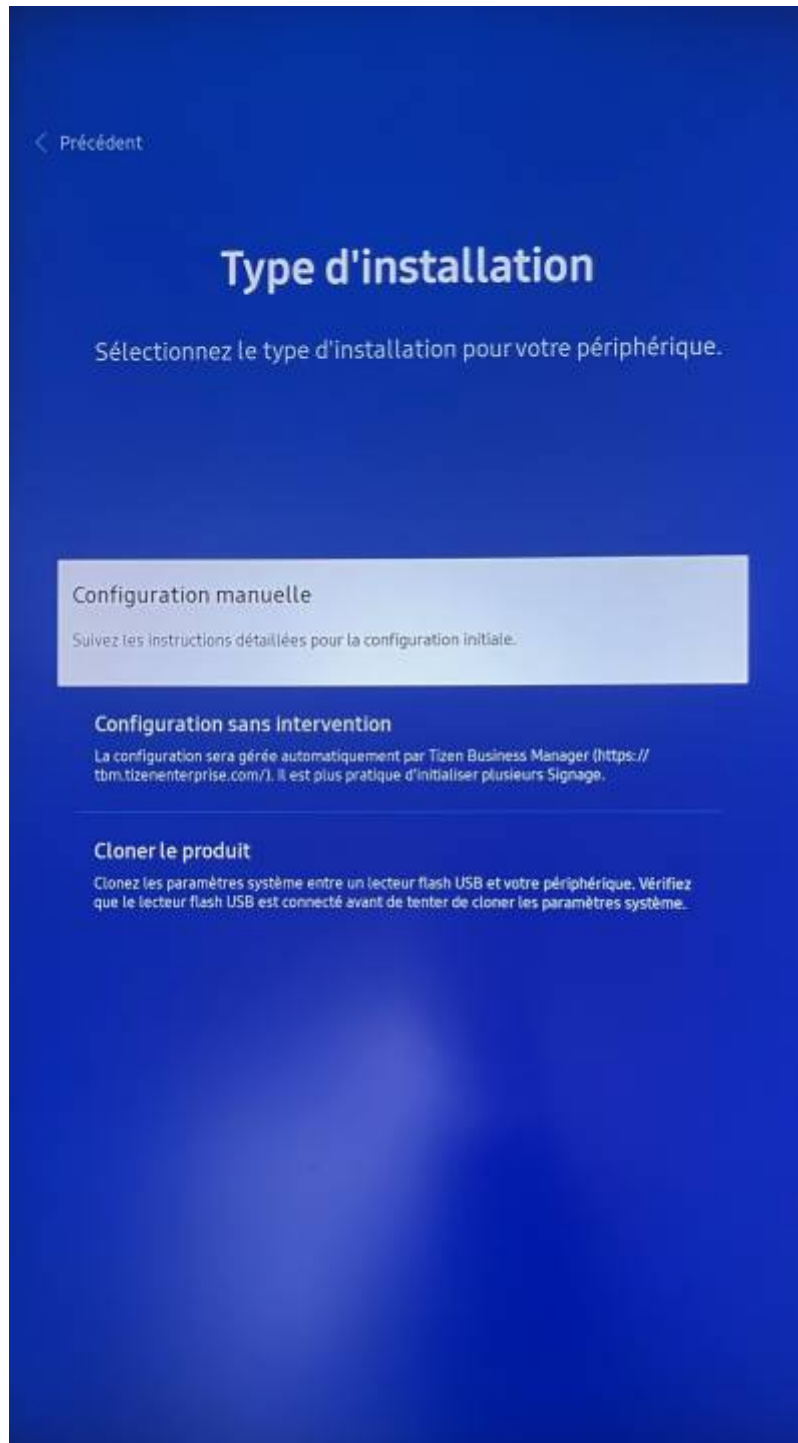 Précédent
Type d'installation
Sélectionnez le type d'installation pour votre périphérique.
Configuration manuelle
Suivez les instructions détaillées pour la configuration initiale.
Configuration sans intervention
La configuration sera gérée automatiquement par Tizen Business Manager (https://
tbm.tizenenterprise.com/). Il est plus pratique d'initialiser plusieurs Signage.
Cloner le produit
Clonez les paramètres système entre un lecteur flash USB et votre périphérique. Vérifiez
que le lecteur flash USB est connecté avant de tenter de cloner les paramètres système.